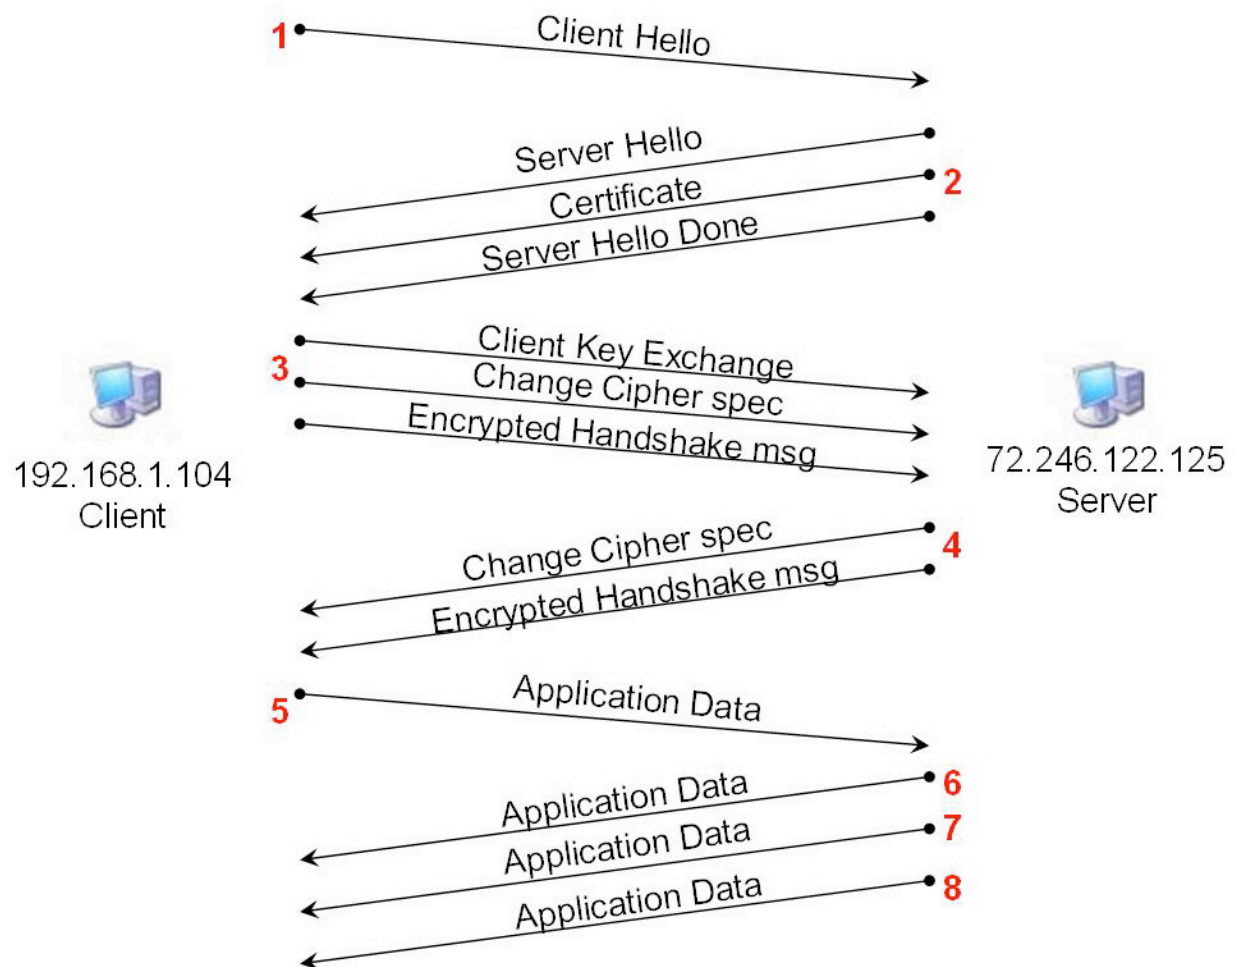 1
Client Hello
Server Hello
2
Certificate
Server Hello Done
Client Key Exchange
3
Change Cipher spec
Encrypted Handshake msg
192.168.1.104
Client
72.246.122.125
Server
Change Cipher spec
4
Encrypted Handshake msg
5
Application Data
6
Application Data
7
Application Data
8
Application Data